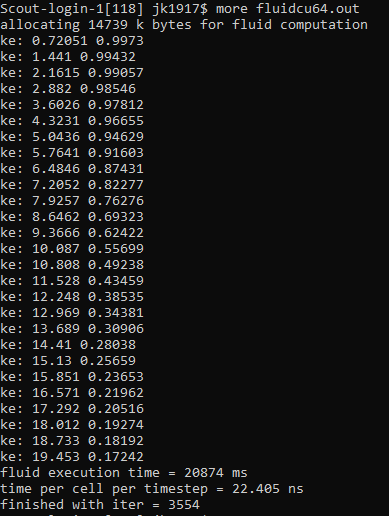 Scout-login-1[118] jk1917$ more fluidcu64.out
allocating 14739 k bytes for fluid computation
ke: 0.72051 0.9973
ke: 1.441 0.99432
ke: 2.1615 0.99057
ke: 2.882 0.98546
ke: 3.6026 0.97812
ke: 4.3231 0.96655
ke: 5.0436 0.94629
ke: 5.7641 0.91603
ke: 6.4846 0.87431
ke: 7.2052 0.82277
ke: 7.9257 0.76276
ke: 8.6462 0.69323
ke: 9.3666 0.62422
ke: 10.087 0.55699
ke: 10.808 0.49238
ke: 11.528 0.43459
ke: 12.248 0.38535
ke: 12.969 0.34381
ke: 13.689 0.30906
ke: 14.41 0.28038
ke: 15.13 0.25659
ke: 15.851 0.23653
ke: 16.571 0.21962
ke: 17.292 0.20516
ke: 18.012 0.19274
ke: 18.733 0.18192
ke: 19.453 0.17242
fluid execution time = 20874 ms
time per cell per timestep = 22.405 ns
finished with iter = 3554